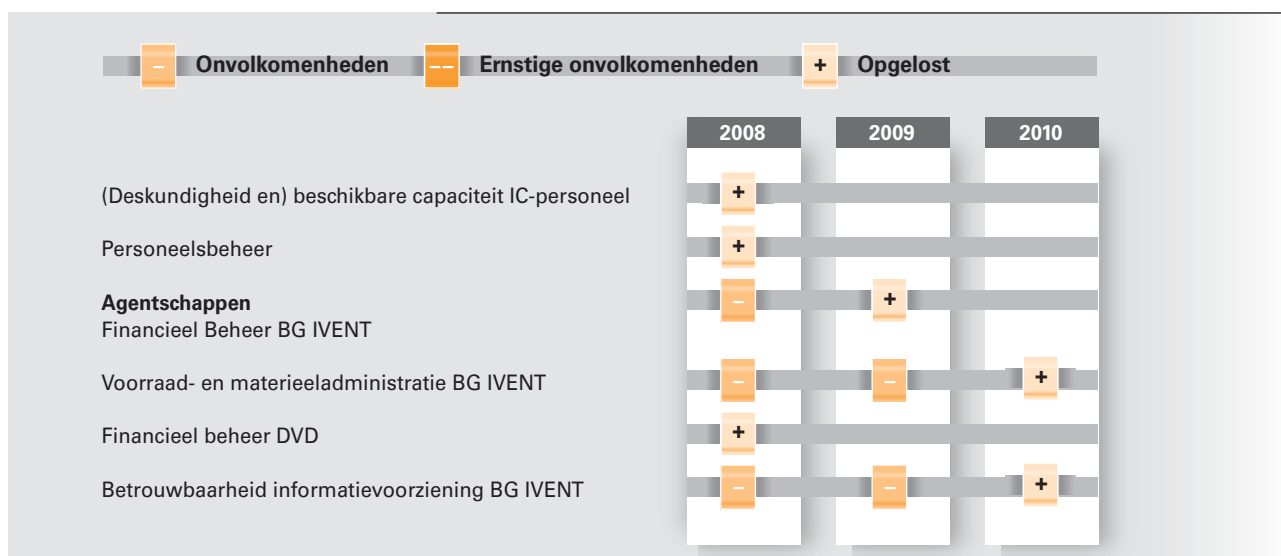 – Onvolkomenheden –– Ernstige onvolkomenheden + Opgelost
2008 2009 2010
(Deskundigheid en) beschikbare capaciteit IC-personeel +
Personeelsbeheer +
Agentschappen
Financieel Beheer BG IVENT – +
Voorraad- en materieeladministratie BG IVENT – – +
Financieel beheer DVD +
Betrouwbaarheid informatievoorziening BG IVENT – – +